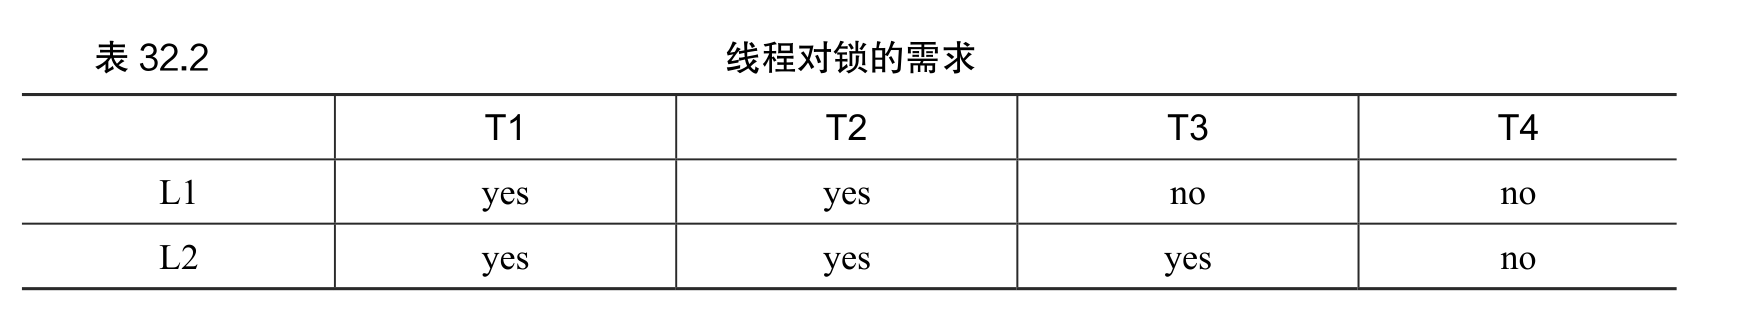 表 32.2 线程对锁的需求
T1 T2 T3 T4
L1 yes yes no no
L2 yes yes yes no